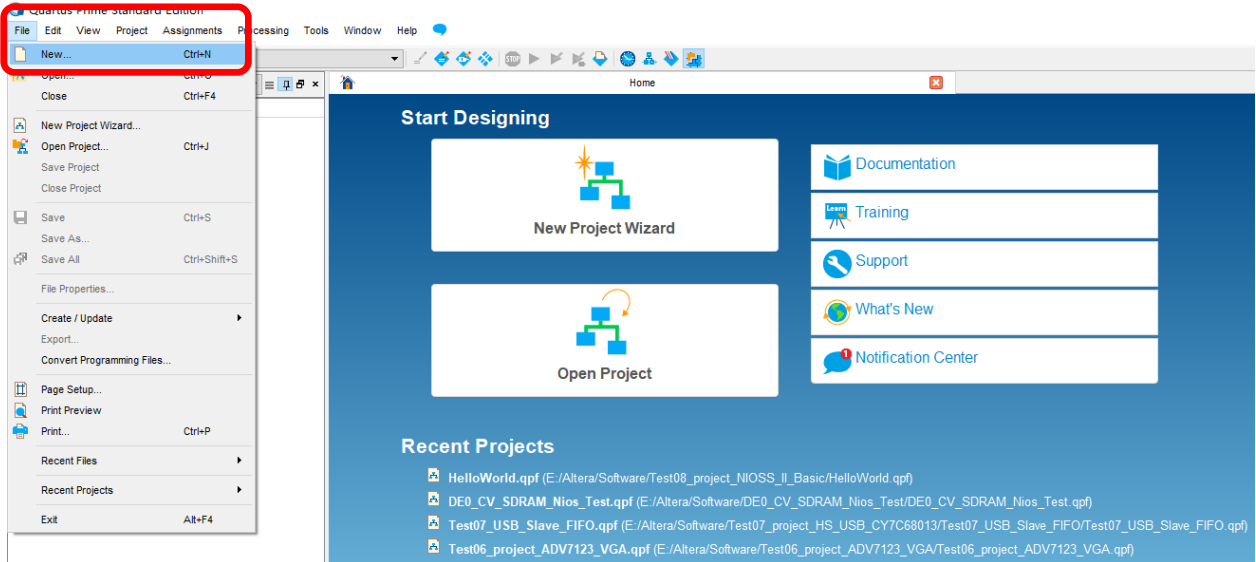 Quartus Prime Standard Edition
File Edit View Project Assignments Processing Tools Window Help
New... Ctrl+N
Open... Ctrl+O
Close Ctrl+F4
New Project Wizard...
Open Project... Ctrl+J
Save Project
Close Project
Save Ctrl+S
Save As...
Save All Ctrl+Shift+S
File Properties...
Create / Update
Export...
Convert Programming Files...
Page Setup...
Print Preview
Print... Ctrl+P
Recent Files
Recent Projects
Exit Alt+F4
STOP
Home
Start Designing
New Project Wizard
Open Project
Documentation
Learn
Training
Support
What's New
1
Notification Center
Recent Projects
HelloWorld.qpf (E:/Altera/Software/Test08_project_NIOSS_II_Basic/HelloWorld.qpf)
DE0_CV_SDRAM_Nios_Test.qpf (E:/Altera/Software/DE0_CV_SDRAM_Nios_Test/DE0_CV_SDRAM_Nios_Test.qpf)
Test07_USB_Slave_FIFO.qpf (E:/Altera/Software/Test07_project_HS_USB_CY7C68013/Test07_USB_Slave_FIFO/Test07_USB_Slave_FIFO.qpf)
Test06_project_ADV7123_VGA.qpf (E:/Altera/Software/Test06_project_ADV7123_VGA/Test06_project_ADV7123_VGA.qpf)